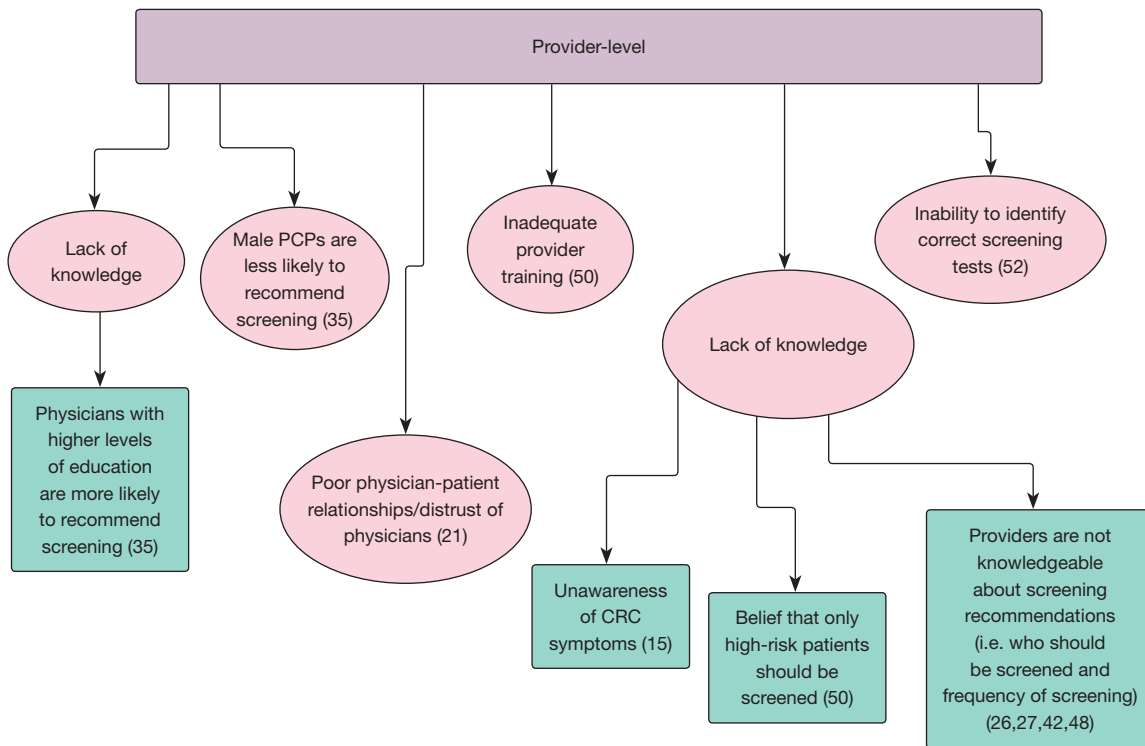 Provider-level
Lack of
knowledge
Male PCPs are
less likely to
recommend
screening (35)
Inadequate
provider
training (50)
Inability to identify
correct screening
tests (52)
Lack of knowledge
Physicians with
higher levels
of education
are more likely
to recommend
screening (35)
Poor physician-patient
relationships/distrust of
physicians (21)
Unawareness
of CRC
symptoms (15)
Belief that only
high-risk patients
should be
screened (50)
Providers are not
knowledgeable
about screening
recommendations
(i.e. who should
be screened and
frequency of screening)
(26,27,42,48)